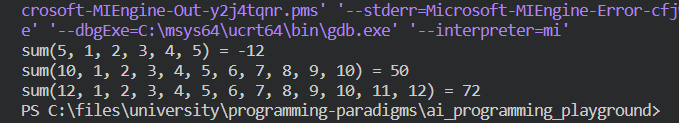 crosoft-MIEngine-Out-y2j4tqnr.pms' '--stderr=Microsoft-MIEngine-Error-cfj
e' '--dbgExe=C:\msys64\ucrt64\bin\gdb.exe' '--interpreter=mi'
sum(5, 1, 2, 3, 4, 5) = -12
sum(10, 1, 2, 3, 4, 5, 6, 7, 8, 9, 10) = 50
sum(12, 1, 2, 3, 4, 5, 6, 7, 8, 9, 10, 11, 12) = 72
PS C:\files\university\programming-paradigms\ai_programming_playground>